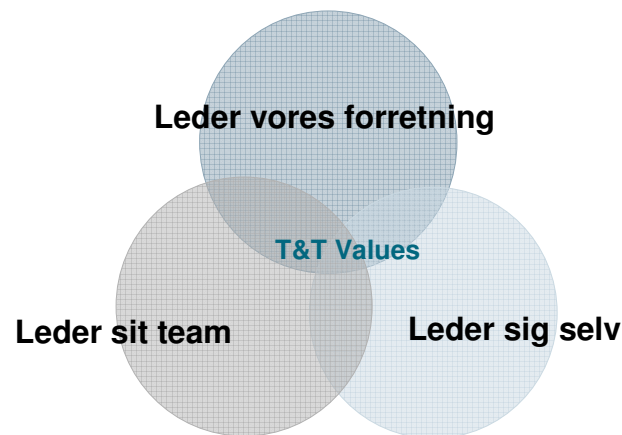 Leder vores forretning
T&T Values
Leder sit team
Leder sig selv